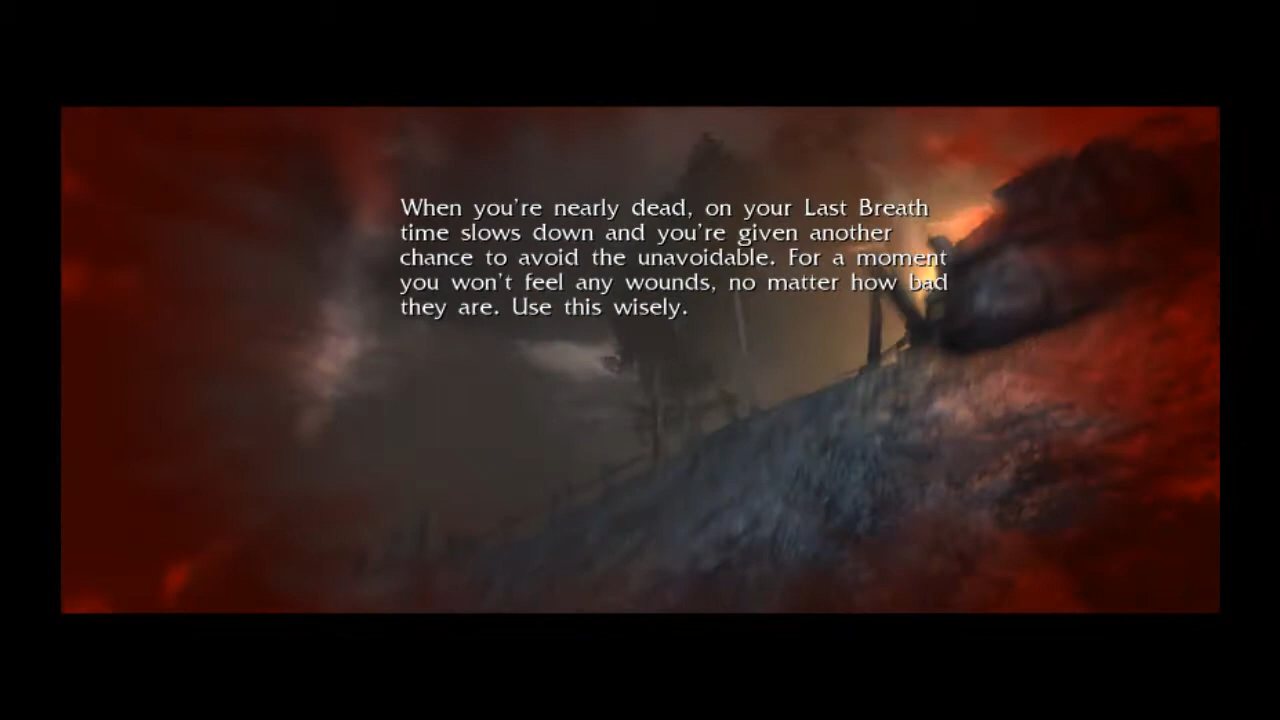 When you're nearly dead, on your Last Breath
time slows down and you're given another
chance to avoid the unavoidable. For a moment
you won't feel any wounds, no matter how bad
they are. Use this wisely.